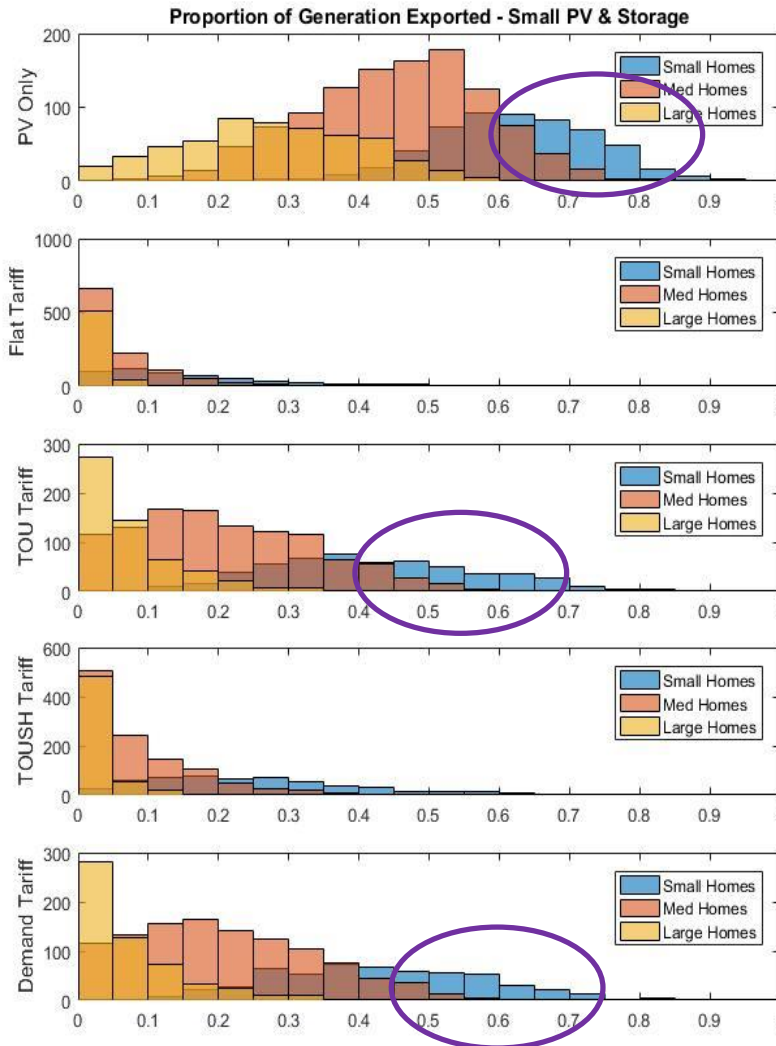 Proportion of Generation Exported - Small PV & Storage
PV Only
200
100
0
Small Homes
Med Homes
Large Homes
0 0.1 0.2 0.3 0.4 0.5 0.6 0.7 0.8 0.9
Flat Tariff
1000
500
0
Small Homes
Med Homes
Large Homes
0 0.1 0.2 0.3 0.4 0.5 0.6 0.7 0.8 0.9
TOU Tariff
300
200
100
0
Small Homes
Med Homes
Large Homes
0 0.1 0.2 0.3 0.4 0.5 0.6 0.7 0.8 0.9
TOUSH Tariff
600
400
200
0
Small Homes
Med Homes
Large Homes
0 0.1 0.2 0.3 0.4 0.5 0.6 0.7 0.8 0.9
Demand Tariff
300
200
100
0
Small Homes
Med Homes
Large Homes
0 0.1 0.2 0.3 0.4 0.5 0.6 0.7 0.8 0.9